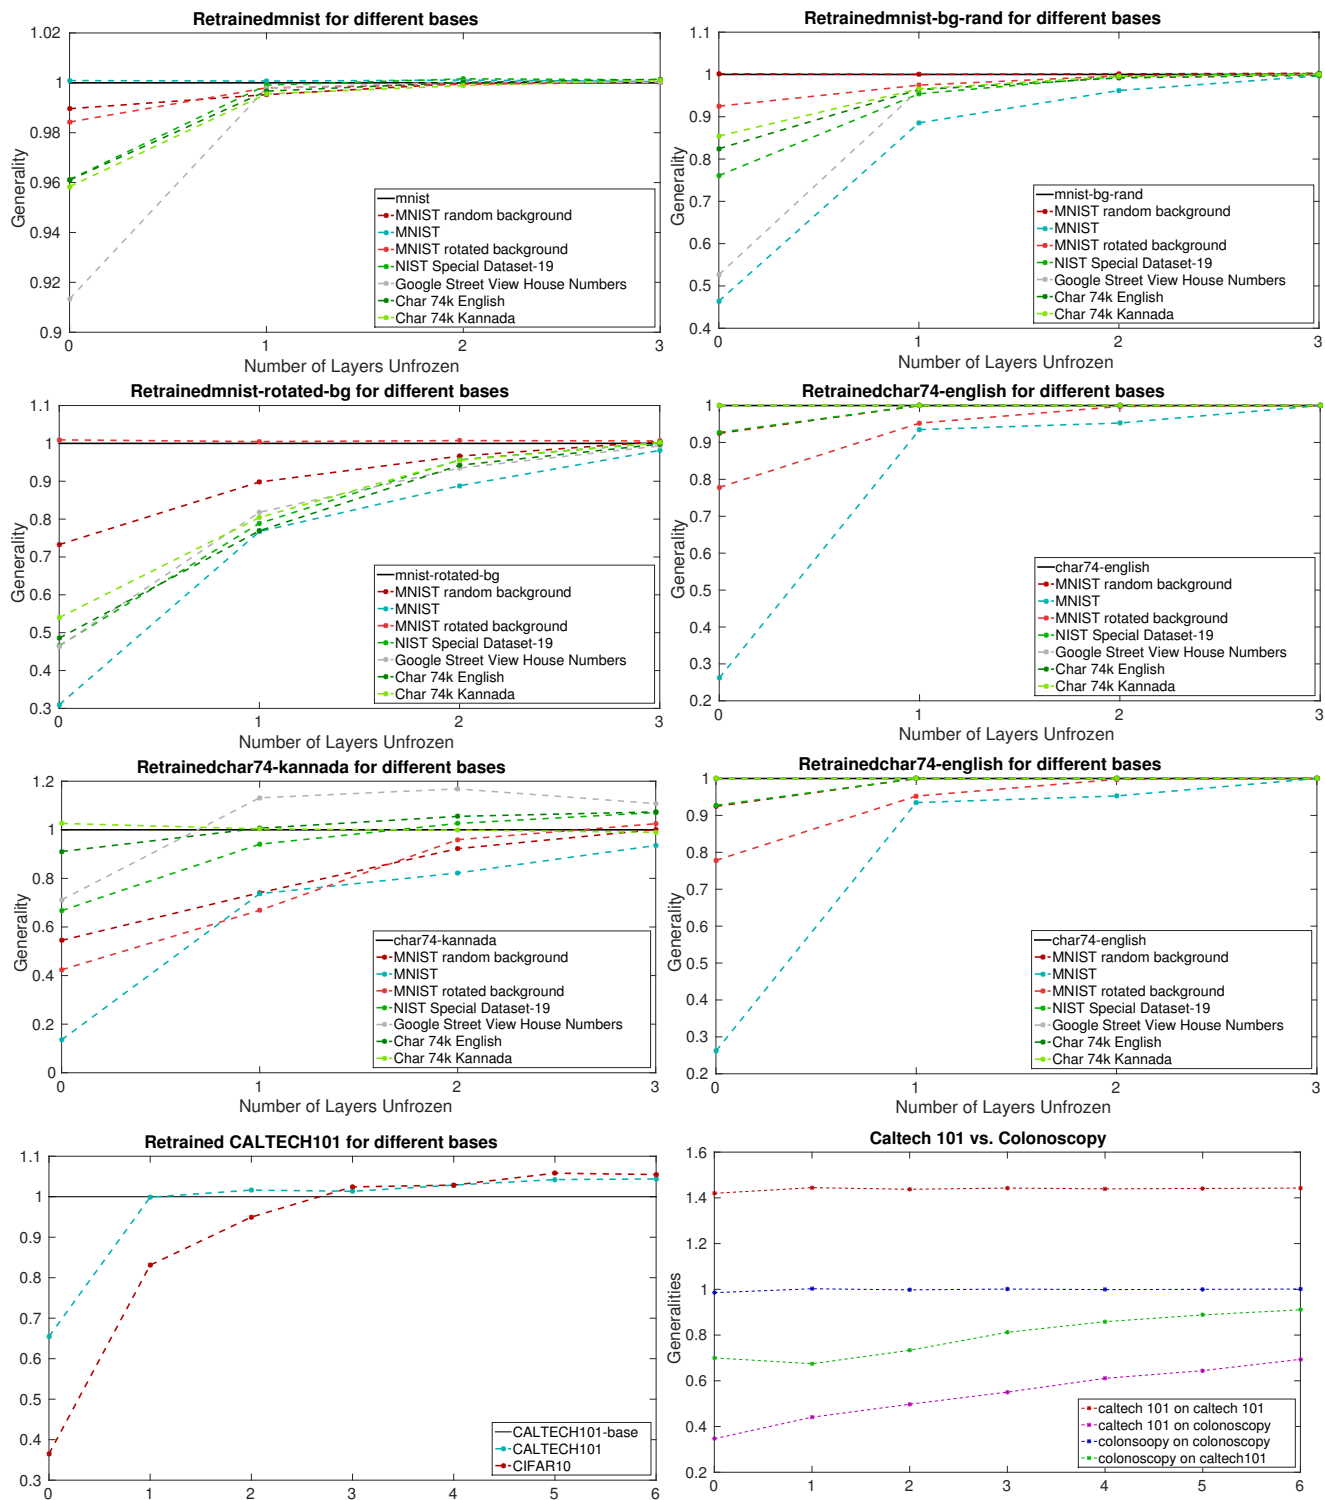 Retrainedmnist for different bases
1.02
1
0.98
0.96
0.94
0.92
0.9
Generality
mnist
MNIST random background
MNIST
MNIST rotated background
NIST Special Dataset-19
Google Street View House Numbers
Char 74k English
Char 74k Kannada
0 1 2 3
Number of Layers Unfrozen
Retrainedmnist-bg-rand for different bases
1.1
1
0.9
0.8
0.7
0.6
0.5
0.4
Generality
mnist-bg-rand
MNIST random background
MNIST
MNIST rotated background
NIST Special Dataset-19
Google Street View House Numbers
Char 74k English
Char 74k Kannada
0 1 2 3
Number of Layers Unfrozen
Retrainedmnist-rotated-bg for different bases
1.1
1
0.9
0.8
0.7
0.6
0.5
0.4
0.3
Generality
mnist-rotated-bg
MNIST random background
MNIST
MNIST rotated background
NIST Special Dataset-19
Google Street View House Numbers
Char 74k English
Char 74k Kannada
0 1 2 3
Number of Layers Unfrozen
Retrainedchar74-english for different bases
1
0.9
0.8
0.7
0.6
0.5
0.4
0.3
0.2
Generality
char74-english
MNIST random background
MNIST
MNIST rotated background
NIST Special Dataset-19
Google Street View House Numbers
Char 74k English
Char 74k Kannada
0 1 2 3
Number of Layers Unfrozen
Retrainedchar74-kannada for different bases
1.2
1
0.8
0.6
0.4
0.2
0
Generality
char74-kannada
MNIST random background
MNIST
MNIST rotated background
NIST Special Dataset-19
Google Street View House Numbers
Char 74k English
Char 74k Kannada
0 1 2 3
Number of Layers Unfrozen
Retrainedchar74-english for different bases
1
0.9
0.8
0.7
0.6
0.5
0.4
0.3
0.2
Generality
char74-english
MNIST random background
MNIST
MNIST rotated background
NIST Special Dataset-19
Google Street View House Numbers
Char 74k English
Char 74k Kannada
0 1 2 3
Number of Layers Unfrozen
Retrained CALTECH101 for different bases
1.1
1
0.9
0.8
0.7
0.6
0.5
0.4
0.3
CALTECH101-base
CALTECH101
CIFAR10
0 1 2 3 4 5 6
Caltech 101 vs. Colonoscopy
1.6
1.4
1.2
1
0.8
0.6
0.4
0.2
Generalities
caltech 101 on caltech 101
caltech 101 on colonoscopy
colonsoopy on colonoscopy
colonoscopy on caltech101
0 1 2 3 4 5 6